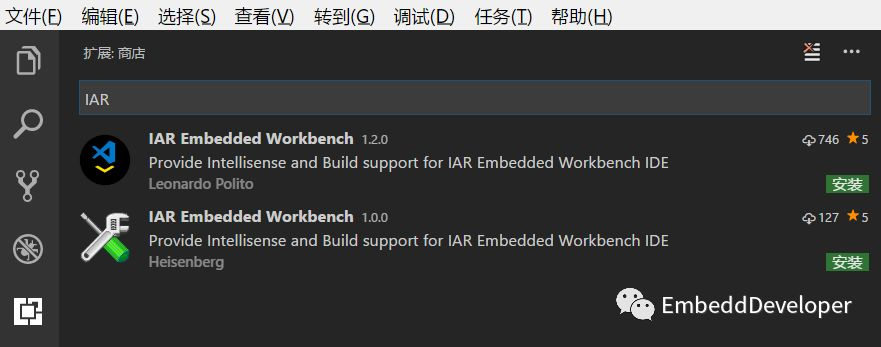 文件(F) 编辑(E) 选择(S) 查看(V) 转到(G) 调试(D) 任务(T) 帮助(H)
扩展: 商店
IAR
IAR Embedded Workbench 1.2.0 746 5
Provide Intellisense and Build support for IAR Embedded Workbench IDE
Leonardo Polito 安装
IAR Embedded Workbench 1.0.0 127 5
Provide Intellisense and Build support for IAR Embedded Workbench IDE
Heisenberg 安装
EmbeddDeveloper